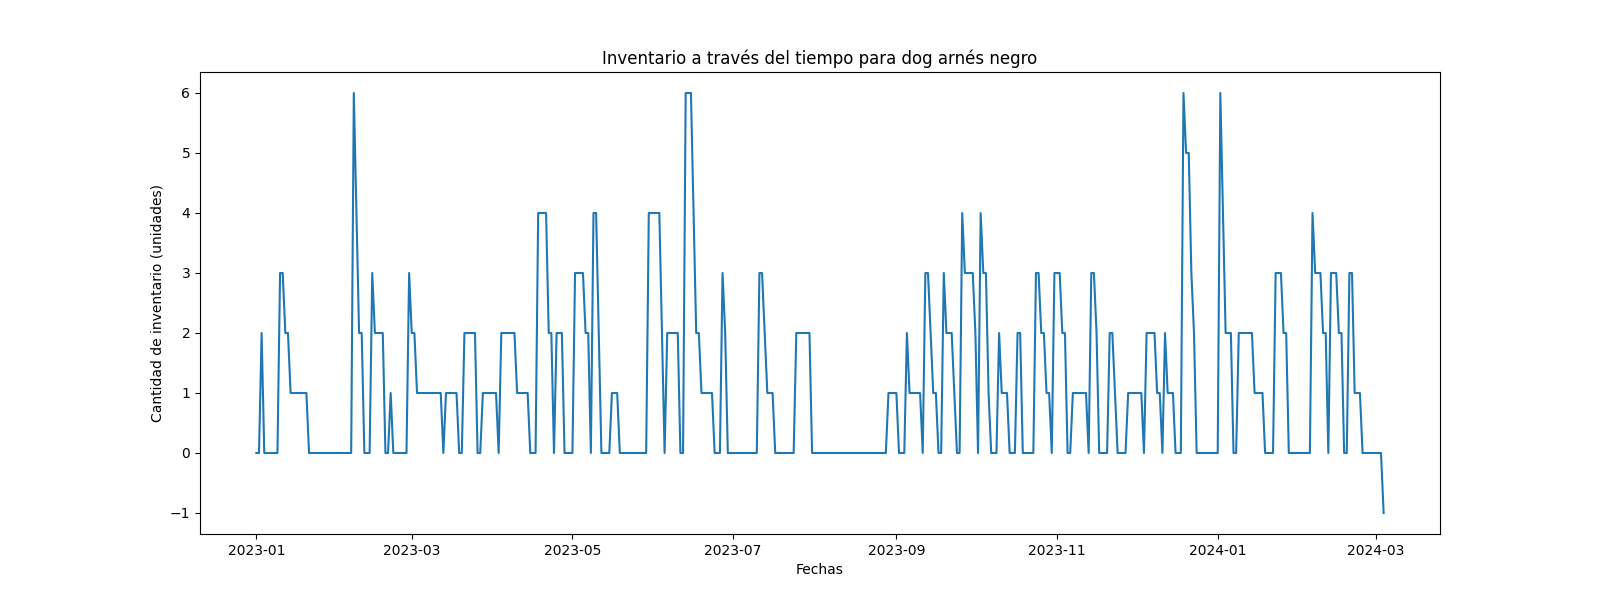 Inventario a través del tiempo para dog arnés negro
Cantidad de inventario (unidades)
6
5
4
3
2
1
0
−1
2023-01 2023-03 2023-05 2023-07 2023-09 2023-11 2024-01 2024-03
Fechas